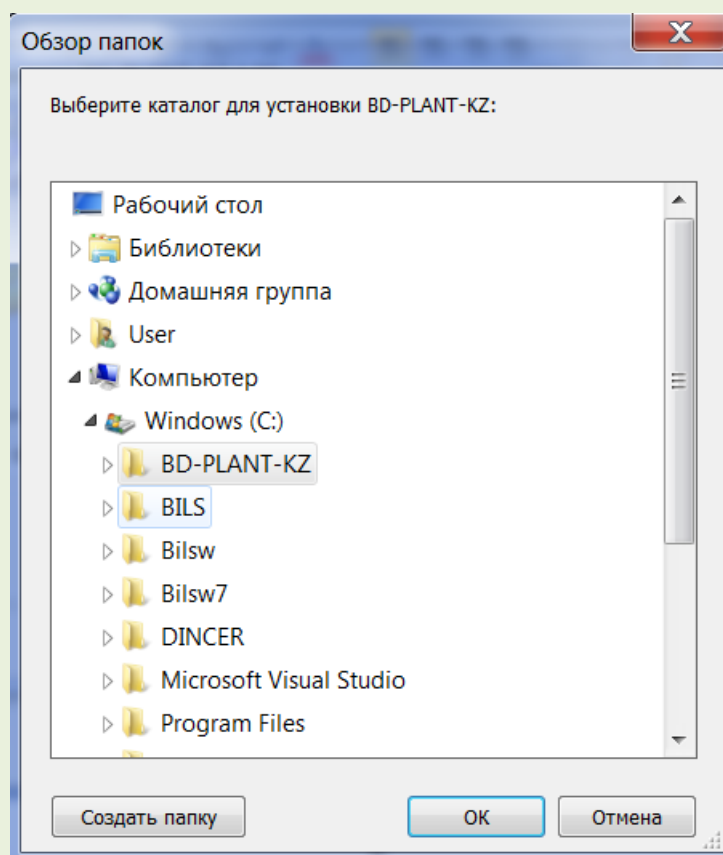 Обзор папок
Выберите каталог для установки BD-PLANT-KZ:
Рабочий стол
Библиотеки
Домашняя группа
User
Компьютер
Windows (C:)
BD-PLANT-KZ
BILS
Bilsw
Bilsw7
DINCER
Microsoft Visual Studio
Program Files
Создать папку ОК Отмена